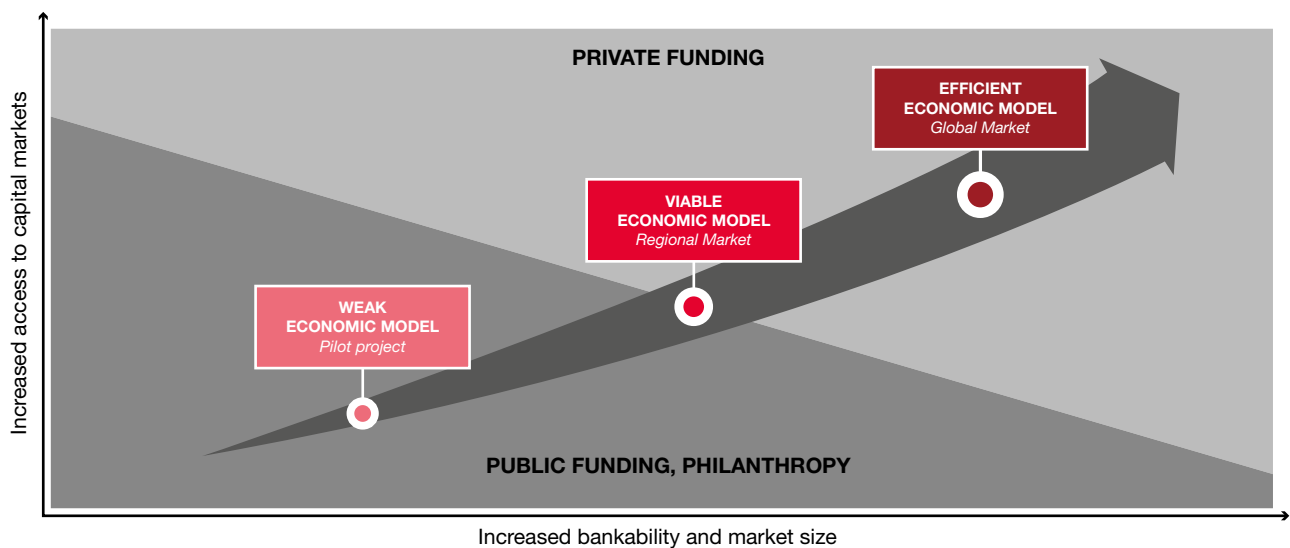 PRIVATE FUNDING
EFFICIENT
ECONOMIC MODEL
Global Market
VIABLE
ECONOMIC MODEL
Regional Market
WEAK
ECONOMIC MODEL
Pilot project
PUBLIC FUNDING, PHILANTHROPY
Increased access to capital markets
Increased bankability and market size